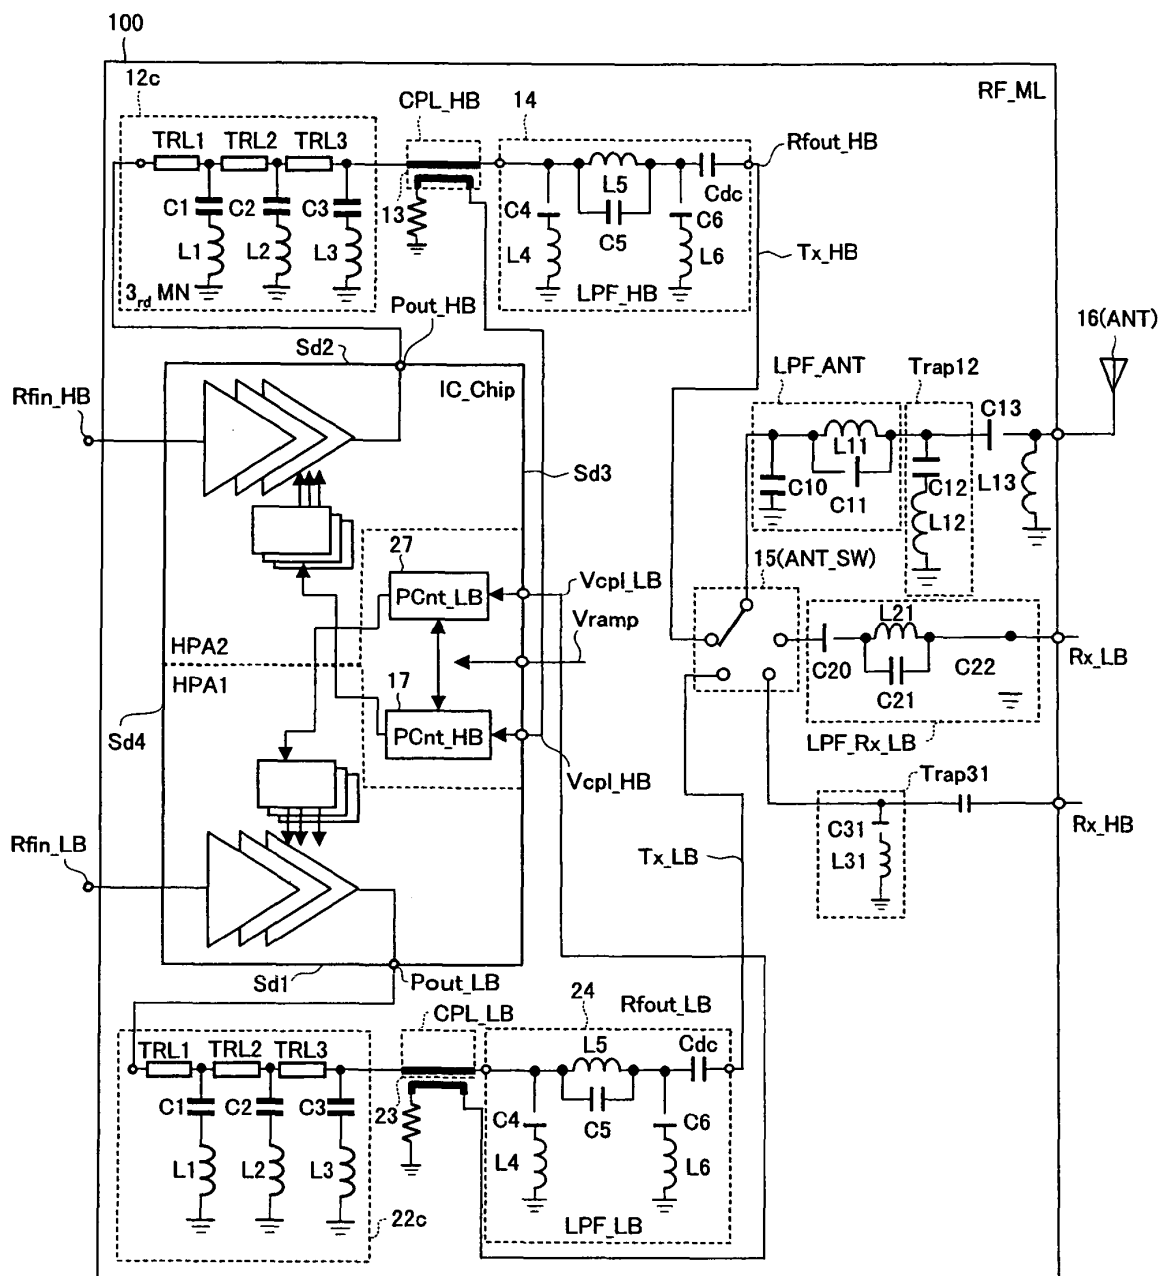 100
RF_ML
12c
CPL_HB
14
TRL1 TRL2 TRL3
Rfout_HB
L5
Cdc
C1 C2 C3
13
C4
C5
C6
L1 L2 L3
L4
L6
Tx_HB
3rd MN
LPF_HB
Pout_HB
16(ANT)
Sd2
LPF_ANT
Trap12
IC_Chip
Rfin_HB
C13
L11
Sd3
C10
C11
C12
L13
L12
27
15(ANT_SW)
PCnt_LB
Vcpl_LB
L21
Vramp
HPA2
HPA1
C20
C22
Rx_LB
17
C21
Sd4
PCnt_HB
LPF_Rx_LB
Vcpl_HB
Trap31
C31
Rx_HB
Rfin_LB
Tx_LB
L31
Sd1
Pout_LB
24
Rfout_LB
CPL_LB
TRL1 TRL2 TRL3
L5
Cdc
C1 C2 C3
23
C4
C5
C6
L1 L2 L3
L4
L6
22c
LPF_LB